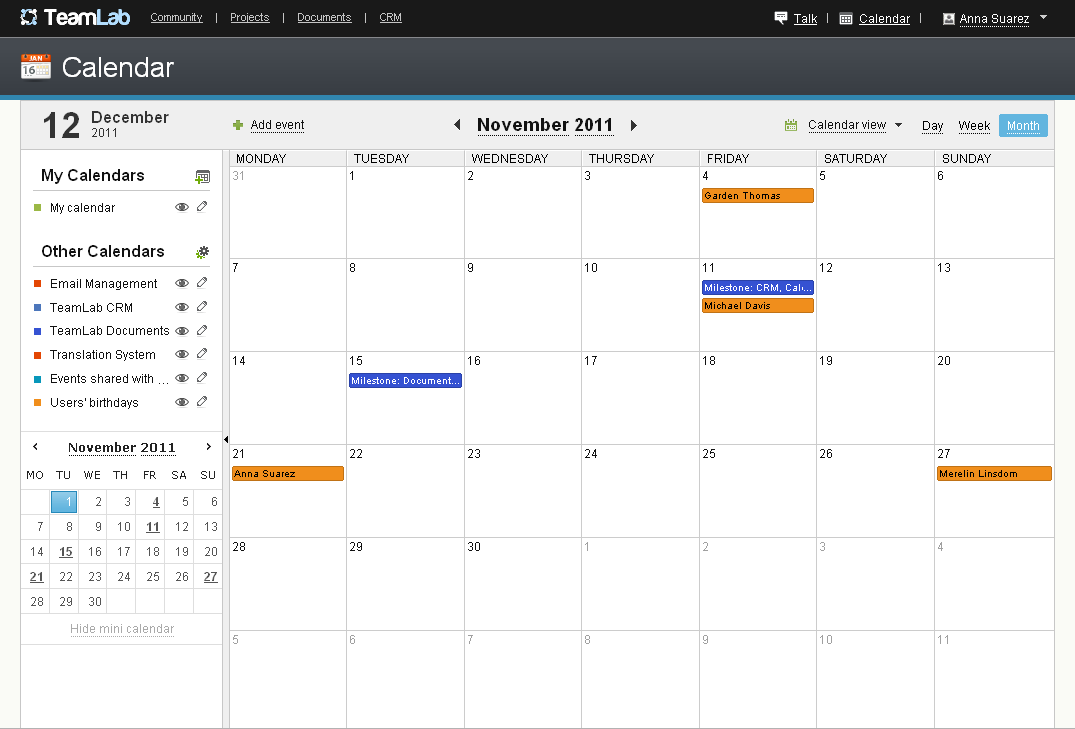 TeamLab Community | Projects | Documents | CRM Talk | Calendar | Anna Suarez
JAN
16
Calendar
12 December
2011
Add event
November 2011
Calendar view
Day Week Month
My Calendars
My calendar
Other Calendars
Email Management
TeamLab CRM
TeamLab Documents
Translation System
Events shared with ...
Users' birthdays
November 2011
MO TU WE TH FR SA SU
1 2 3 4 5 6
7 8 9 10 11 12 13
14 15 16 17 18 19 20
21 22 23 24 25 26 27
28 29 30
Hide mini calendar
MONDAY TUESDAY WEDNESDAY THURSDAY FRIDAY SATURDAY SUNDAY
31 1 2 3 4 5 6
Garden Thomas
7 8 9 10 11 12 13
Milestone: CRM, Cal...
Michael Davis
14 15 16 17 18 19 20
Milestone: Document...
21 22 23 24 25 26 27
Anna Suarez Merelin Linsdom
28 29 30 1 2 3 4
5 6 7 8 9 10 11